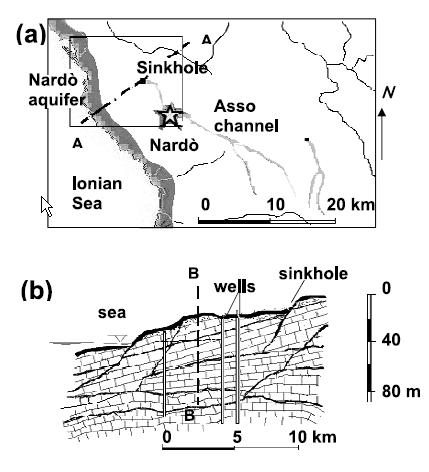 (a)
A
Sinkhole
Nardò
aquifer
Asso
channel
N
A
Nardò
Ionian
Sea
0 10 20 km
(b)
B
wells
sinkhole
sea
0
40
80 m
B
0 5 10 km